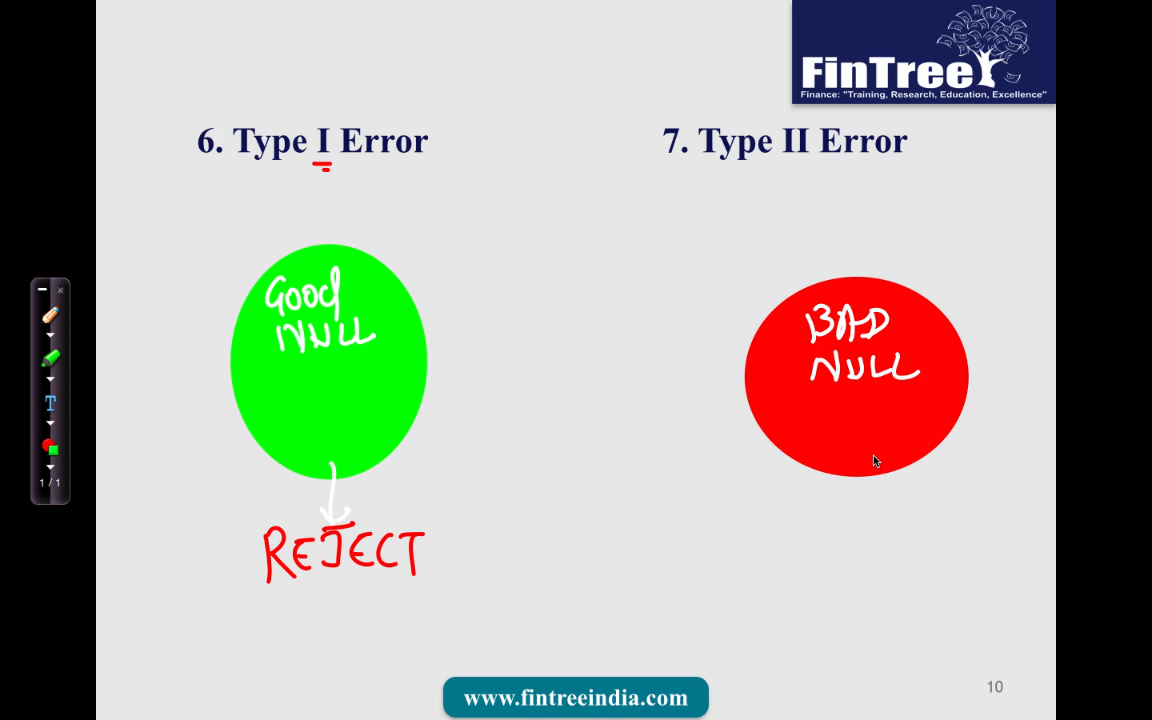 FinTree
Finance: "Training, Research, Education, Excellence"
6. Type I Error
7. Type II Error
GOOD
NULL
BAD
NULL
REJECT
T
1 / 1
www.fintreeindia.com
10